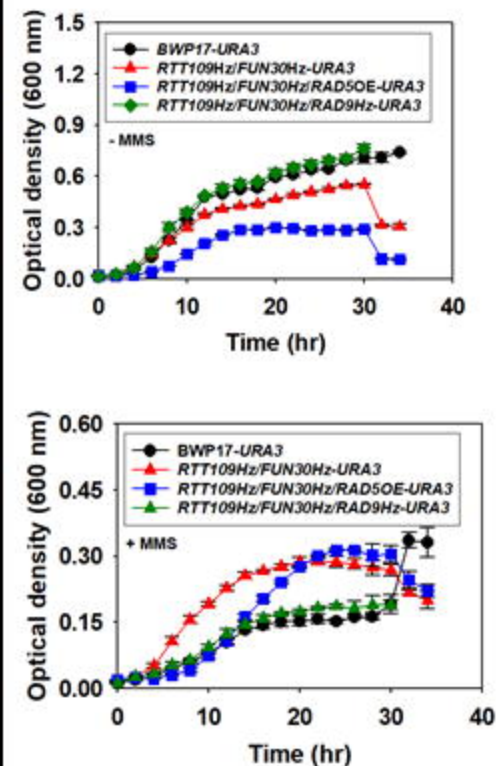 Optical density (600 nm)
1.5
1.2
0.9
0.6
0.3
0.0
BWP17-URA3
RTT109Hz/FUN30Hz-URA3
RTT109Hz/FUN30Hz/RAD5OE-URA3
RTT109Hz/FUN30Hz/RAD9Hz-URA3
- MMS
0 10 20 30 40
Time (hr)
Optical density (600 nm)
0.60
0.45
0.30
0.15
0.00
BWP17-URA3
RTT109Hz/FUN30Hz-URA3
RTT109Hz/FUN30Hz/RAD5OE-URA3
RTT109Hz/FUN30Hz/RAD9Hz-URA3
+ MMS
0 10 20 30 40
Time (hr)